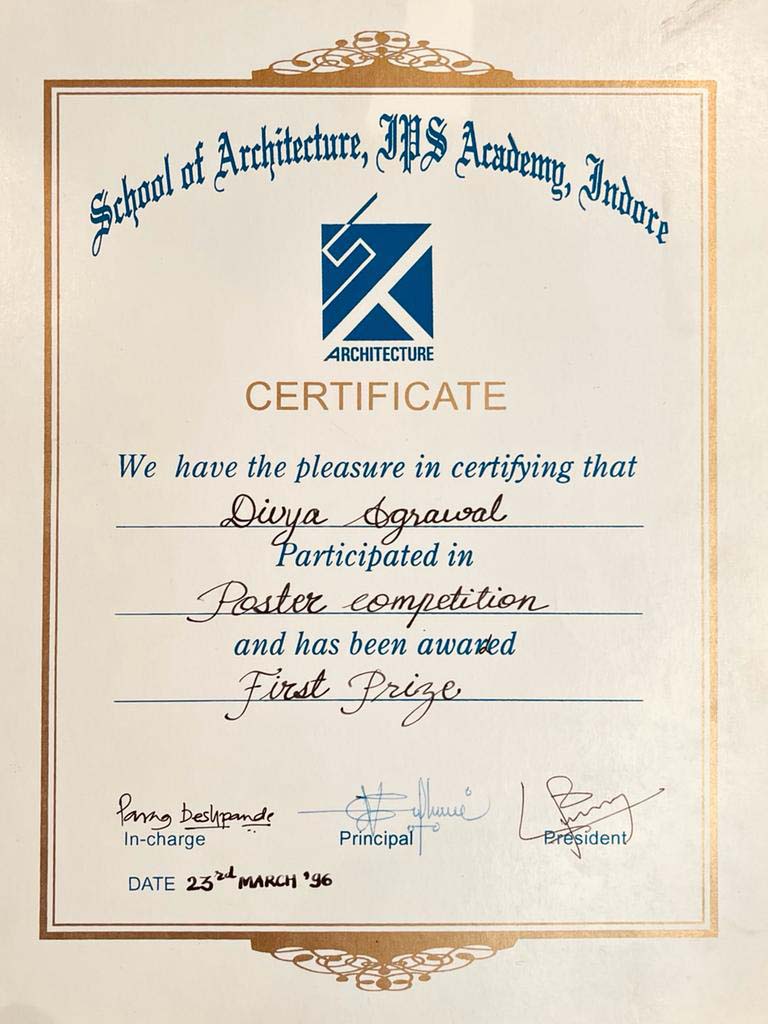 School of Architecture, IPS Academy, Indore
ARCHITECTURE
CERTIFICATE
We have the pleasure in certifying that
Divya Agrawal
Participated in
Poster competition
and has been awarded
First Prize
Parag Deshpande
In-charge Principal President
DATE 23rd MARCH '96